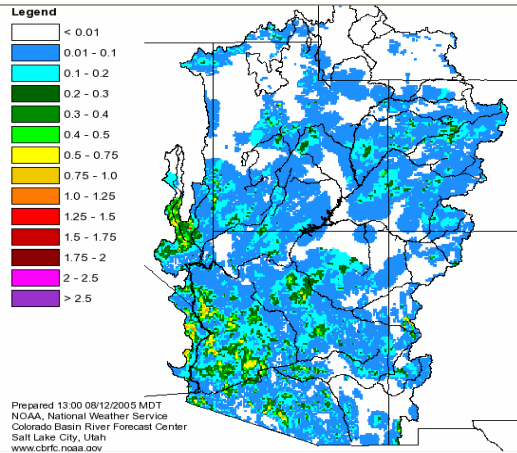 Legend
< 0.01
0.01 - 0.1
0.1 - 0.2
0.2 - 0.3
0.3 - 0.4
0.4 - 0.5
0.5 - 0.75
0.75 - 1.0
1.0 - 1.25
1.25 - 1.5
1.5 - 1.75
1.75 - 2
2 - 2.5
> 2.5
Prepared 13:00 08/12/2005 MDT
NOAA, National Weather Service
Colorado Basin River Forecast Center
Salt Lake City, Utah
www.cbrfc.noaa.gov